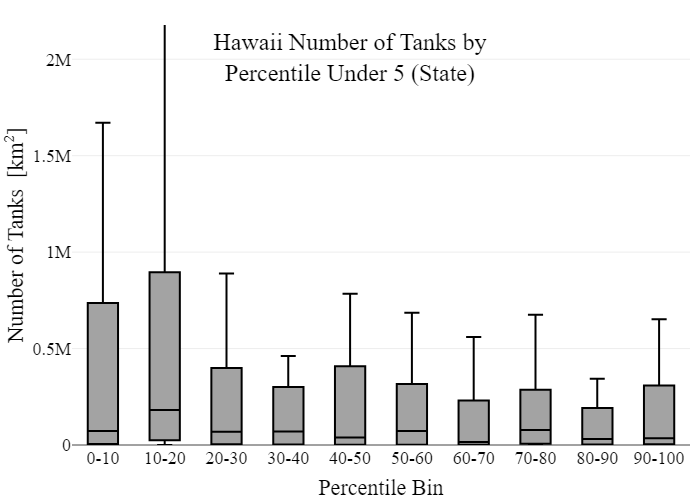 Hawaii Number of Tanks by
Percentile Under 5 (State)
Number of Tanks [km²]
2M
1.5M
1M
0.5M
0
0-10 10-20 20-30 30-40 40-50 50-60 60-70 70-80 80-90 90-100
Percentile Bin